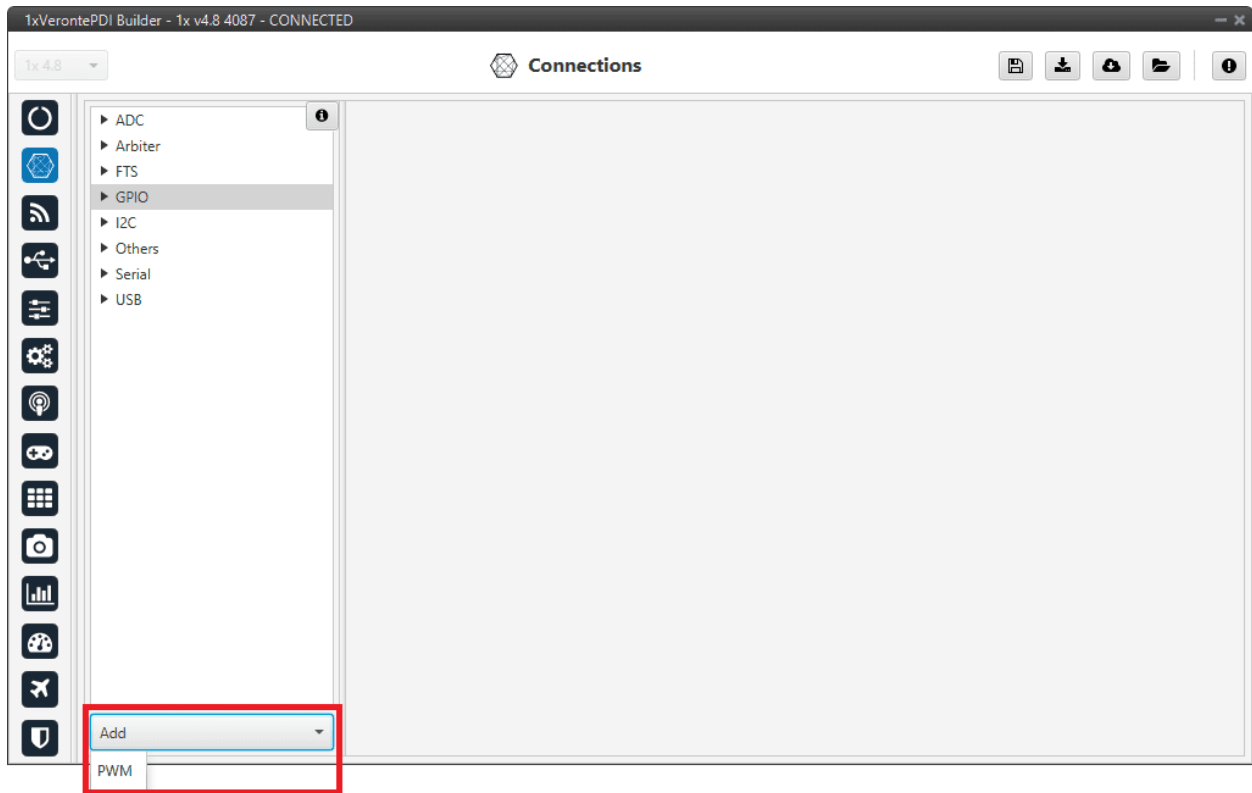 1xVerontePDI Builder - 1x v4.8 4087 - CONNECTED
1x 4.8
Connections
ADC
Arbiter
FTS
GPIO
I2C
Others
Serial
USB
Add
PWM